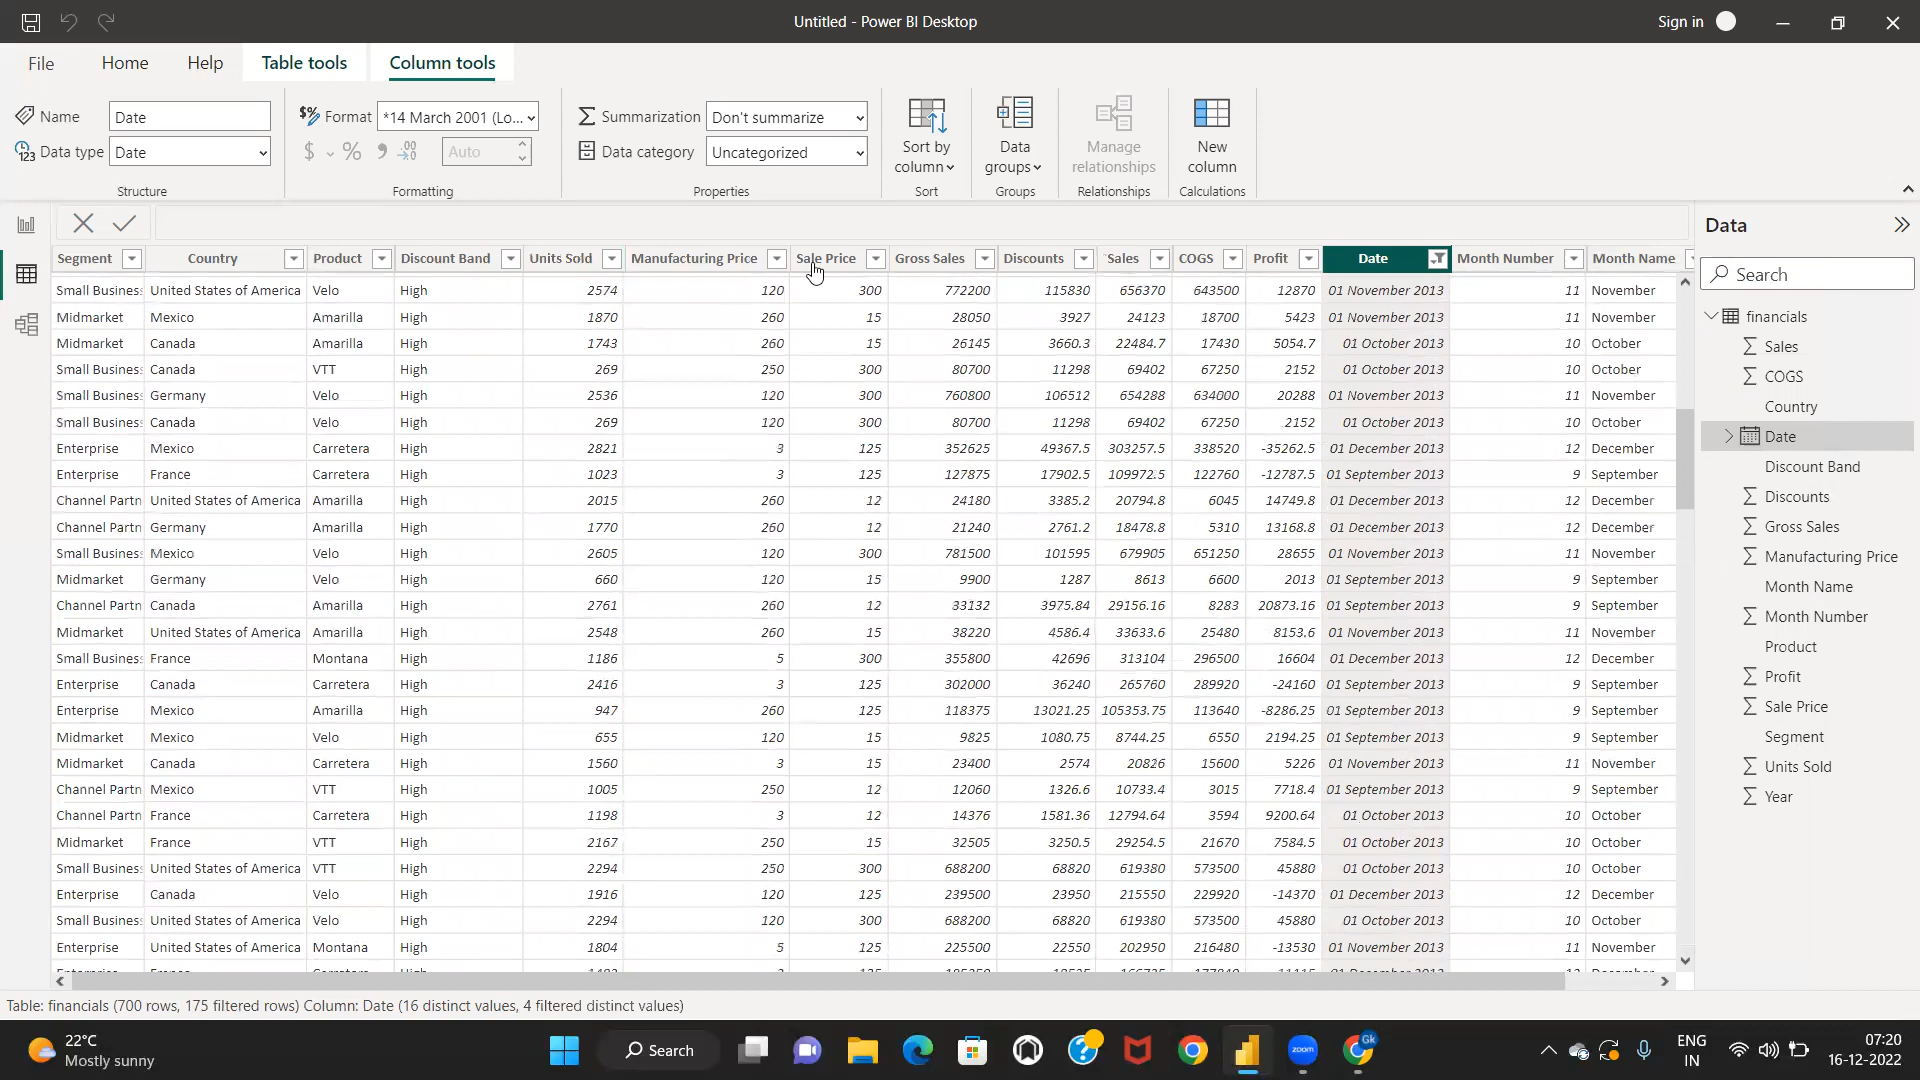 Untitled - Power BI Desktop
Sign in
File Home Help Table tools Column tools
Name Date
Data type Date
Structure
Format *14 March 2001 (Lo...
$ % Auto
Formatting
Summarization Don't summarize
Data category Uncategorized
Properties
Sort by column
Sort
Data groups
Groups
Manage relationships
Relationships
New column
Calculations
Segment Country Product Discount Band Units Sold Manufacturing Price Sale Price Gross Sales Discounts Sales COGS Profit Date Month Number Month Name
Small Business United States of America Velo High 2574 120 300 772200 115830 656370 643500 12870 01 November 2013 11 November
Midmarket Mexico Amarilla High 1870 260 15 28050 3927 24123 18700 5423 01 November 2013 11 November
Midmarket Canada Amarilla High 1743 260 15 26145 3660.3 22484.7 17430 5054.7 01 October 2013 10 October
Small Business Canada VTT High 269 250 300 80700 11298 69402 67250 2152 01 October 2013 10 October
Small Business Germany Velo High 2536 120 300 760800 106512 654288 634000 20288 01 November 2013 11 November
Small Business Canada Velo High 269 120 300 80700 11298 69402 67250 2152 01 October 2013 10 October
Enterprise Mexico Carretera High 2821 3 125 352625 49367.5 303257.5 338520 -35262.5 01 December 2013 12 December
Enterprise France Carretera High 1023 3 125 127875 17902.5 109972.5 122760 -12787.5 01 September 2013 9 September
Channel Partn United States of America Amarilla High 2015 260 12 24180 3385.2 20794.8 6045 14749.8 01 December 2013 12 December
Channel Partn Germany Amarilla High 1770 260 12 21240 2761.2 18478.8 5310 13168.8 01 December 2013 12 December
Small Business Mexico Velo High 2605 120 300 781500 101595 679905 651250 28655 01 November 2013 11 November
Midmarket Germany Velo High 660 120 15 9900 1287 8613 6600 2013 01 September 2013 9 September
Channel Partn Canada Amarilla High 2761 260 12 33132 3975.84 29156.16 8283 20873.16 01 September 2013 9 September
Midmarket United States of America Amarilla High 2548 260 15 38220 4586.4 33633.6 25480 8153.6 01 November 2013 11 November
Small Business France Montana High 1186 5 300 355800 42696 313104 296500 16604 01 December 2013 12 December
Enterprise Canada Carretera High 2416 3 125 302000 36240 265760 289920 -24160 01 September 2013 9 September
Enterprise Mexico Amarilla High 947 260 125 118375 13021.25 105353.75 113640 -8286.25 01 September 2013 9 September
Midmarket Mexico Velo High 655 120 15 9825 1080.75 8744.25 6550 2194.25 01 September 2013 9 September
Midmarket Canada Carretera High 1560 3 15 23400 2574 20826 15600 5226 01 November 2013 11 November
Channel Partn Mexico VTT High 1005 250 12 12060 1326.6 10733.4 3015 7718.4 01 September 2013 9 September
Channel Partn France Carretera High 1198 3 12 14376 1581.36 12794.64 3594 9200.64 01 October 2013 10 October
Midmarket France VTT High 2167 250 15 32505 3250.5 29254.5 21670 7584.5 01 October 2013 10 October
Small Business United States of America VTT High 2294 250 300 688200 68820 619380 573500 45880 01 October 2013 10 October
Enterprise Canada Velo High 1916 120 125 239500 23950 215550 229920 -14370 01 December 2013 12 December
Small Business United States of America Velo High 2294 120 300 688200 68820 619380 573500 45880 01 October 2013 10 October
Enterprise United States of America Montana High 1804 5 125 225500 22550 202950 216480 -13530 01 November 2013 11 November
Data
Search
financials
Sales
COGS
Country
Date
Discount Band
Discounts
Gross Sales
Manufacturing Price
Month Name
Month Number
Product
Profit
Sale Price
Segment
Units Sold
Year
Table: financials (700 rows, 175 filtered rows) Column: Date (16 distinct values, 4 filtered distinct values)
22°C
Mostly sunny
Search
zoom
Gk
ENG
IN
07:20
16-12-2022